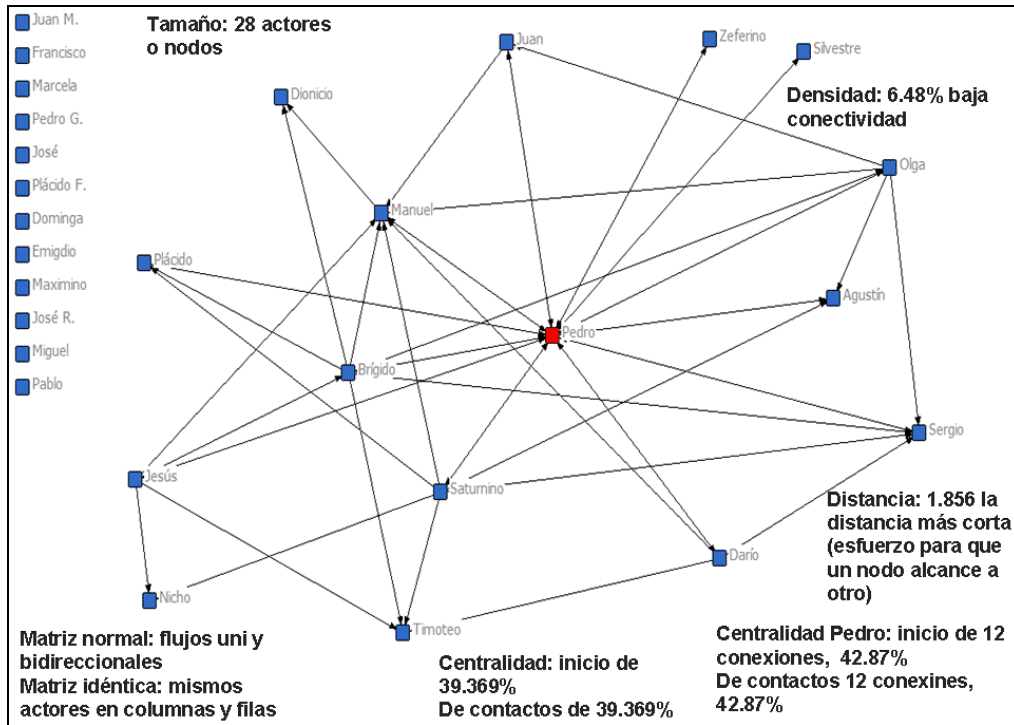 Juan M.
Francisco
Marcela
Pedro G.
José
Plácido F.
Dominga
Emigdio
Maximino
José R.
Miguel
Pablo
Tamaño: 28 actores
o nodos
Juan
Zeferino
Silvestre
Dionicio
Densidad: 6.48% baja
conectividad
Olga
Manuel
Plácido
Agustín
Pedro
Brígido
Sergio
Jesús
Saturnino
Distancia: 1.856 la
distancia más corta
(esfuerzo para que
un nodo alcance a
otro)
Darío
Nicho
Timoteo
Matriz normal: flujos uni y
bidireccionales
Matriz idéntica: mismos
actores en columnas y filas
Centralidad: inicio de
39.369%
De contactos de 39.369%
Centralidad Pedro: inicio de 12
conexiones, 42.87%
De contactos 12 conexines,
42.87%